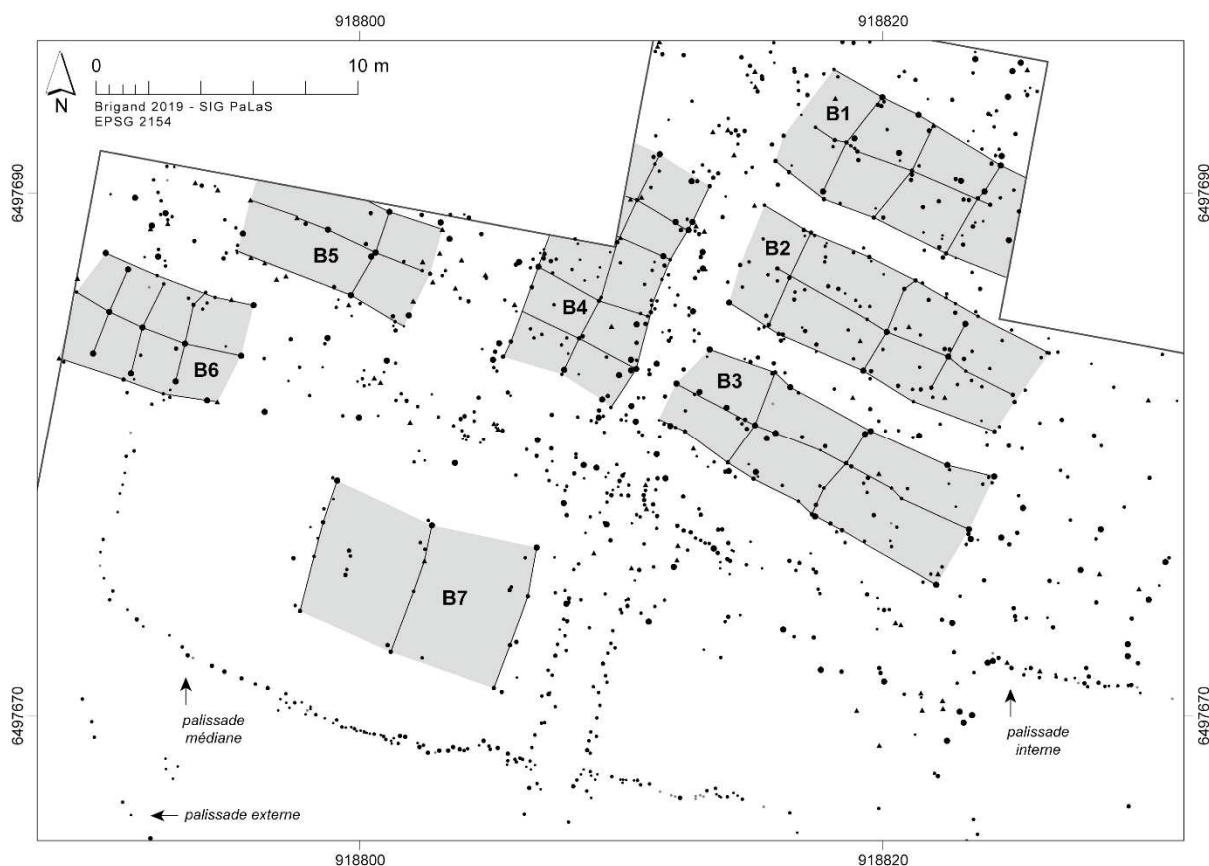 918800
918820
0
10 m
N
Brigand 2019 - SIG PaLaS
EPSG 2154
B1
6497690
6497690
B2
B5
B4
B6
B3
B7
6497670
6497670
palissade
médiane
palissade
interne
palissade externe
918800
918820